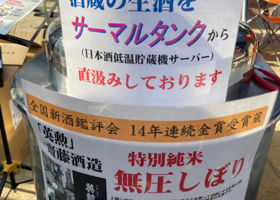 酒蔵の生酒を
サーマルタンクから
(日本酒低温貯蔵機サーバー)
直汲みしております
全国新酒鑑評会 14年連続金賞受賞蔵
「英勲」
齊藤酒造
特別純米
無圧しぼり